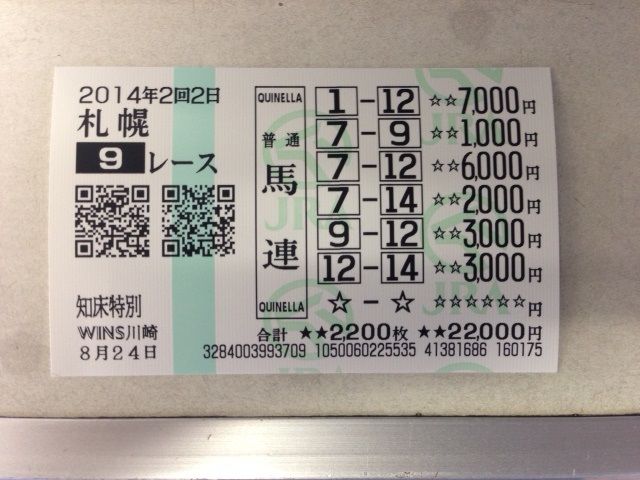 2014年2回2日
札幌
9 レース
知床特別
WINS川崎
8月24日
QUINELLA
普通
馬連
QUINELLA
1-12 ☆☆7,000円
7-9 ☆☆1,000円
7-12 ☆☆6,000円
7-14 ☆☆2,000円
9-12 ☆☆3,000円
12-14 ☆☆3,000円
☆-☆ ☆☆☆☆☆☆円
合計 ★★2,200枚 ★★22,000円
3284003993709 1050060225535 41381686 160175
JRA
JRA
JRA